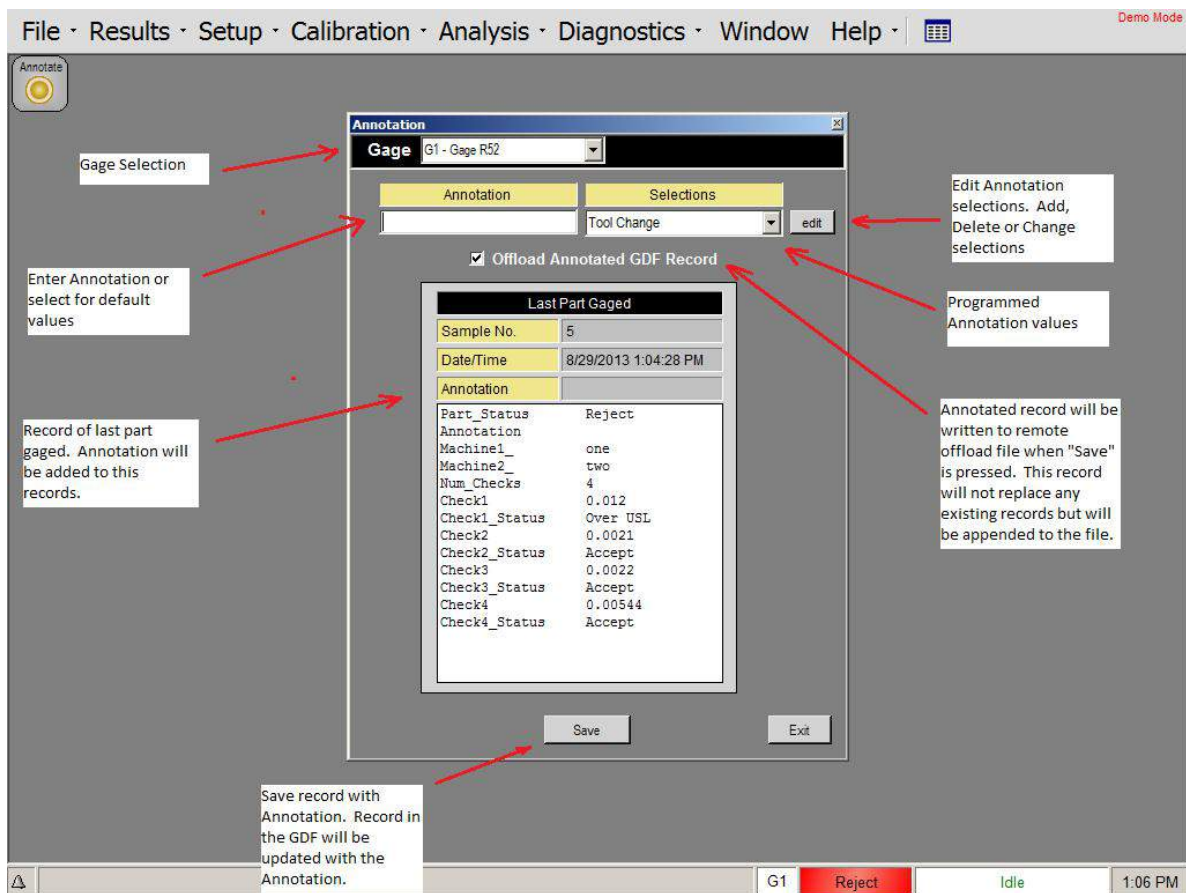 File · Results · Setup · Calibration · Analysis · Diagnostics · Window Help ·
Demo Mode
Annotate
Annotation
Gage G1 - Gage R52
Gage Selection
Annotation Selections
Tool Change edit
Edit Annotation
selections. Add,
Delete or Change
selections
Offload Annotated GDF Record
Enter Annotation or
select for default
values
Programmed
Annotation values
Last Part Gaged
Sample No. 5
Date/Time 8/29/2013 1:04:28 PM
Annotation
Part_Status Reject
Annotation
Machine1_ one
Machine2_ two
Num_Checks 4
Check1 0.012
Check1_Status Over USL
Check2 0.0021
Check2_Status Accept
Check3 0.0022
Check3_Status Accept
Check4 0.00544
Check4_Status Accept
Record of last part
gaged. Annotation will
be added to this
records.
Annotated record will be
written to remote
offload file when "Save"
is pressed. This record
will not replace any
existing records but will
be appended to the file.
Save Exit
Save record with
Annotation. Record in
the GDF will be
updated with the
Annotation.
G1 Reject Idle 1:06 PM